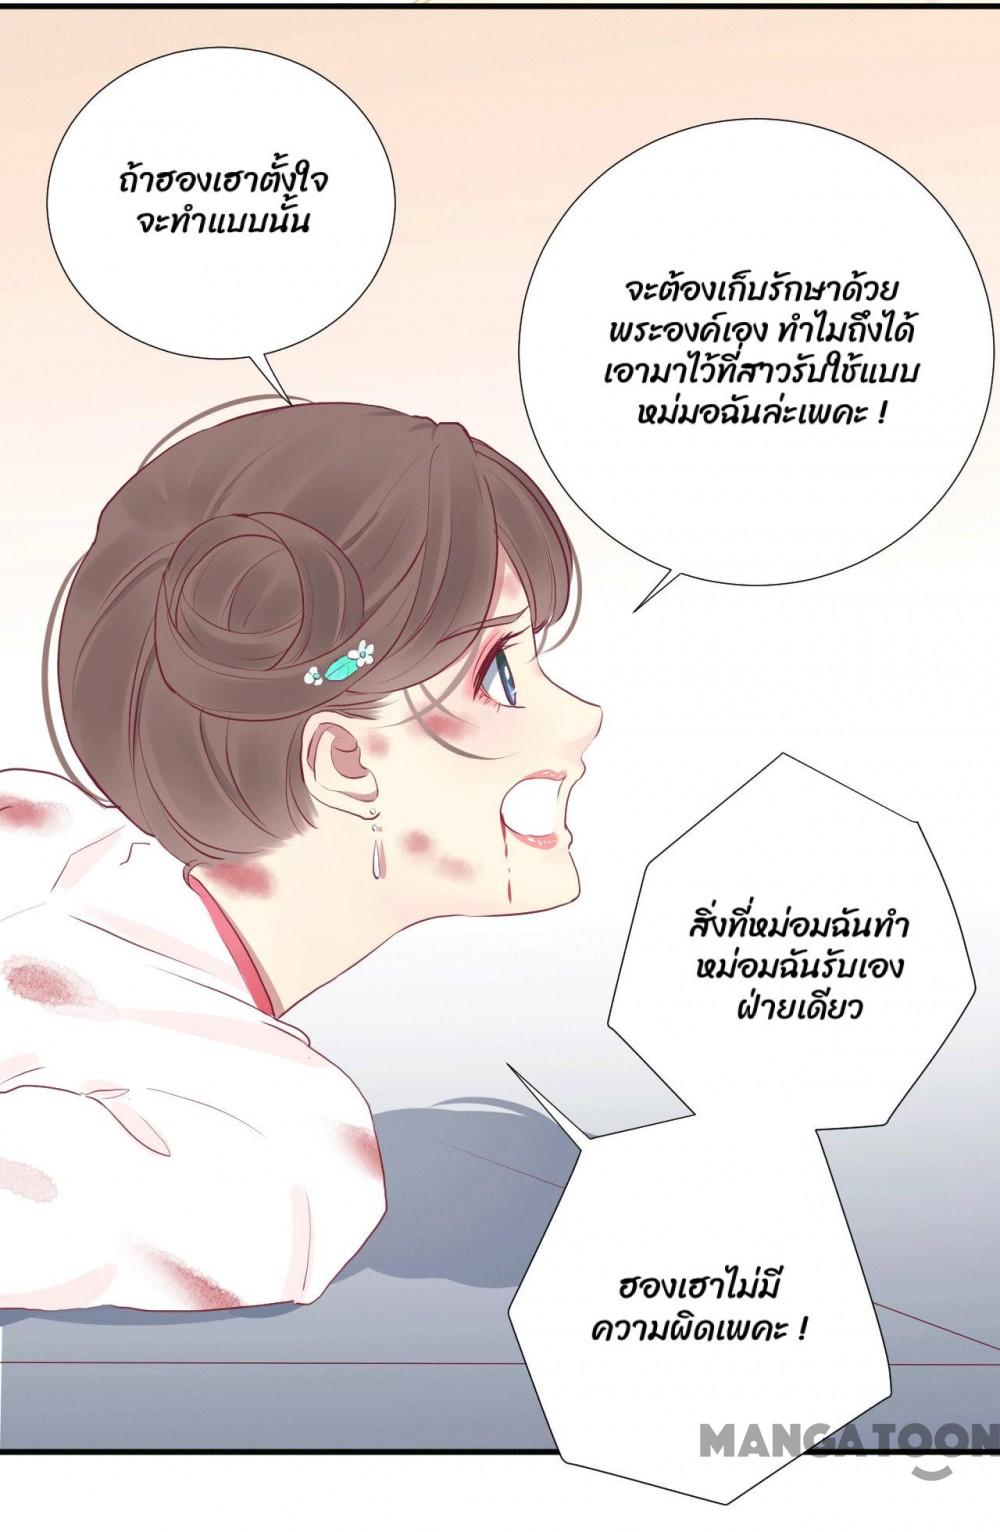 ถ้าฮองเฮาตั้งใจ
จะทำแบบนั้น
จะต้องเก็บรักษาด้วย
พระองค์เอง ทำไมถึงได้
เอามาไว้ที่สาวรับใช้แบบ
หม่มอฉันล่ะเพคะ !
สิ่งที่หม่อมฉันทำ
หม่อมฉันรับเอง
ฝ่ายเดียว
ฮองเฮาไม่มี
ความผิดเพคะ !
MANGATOON